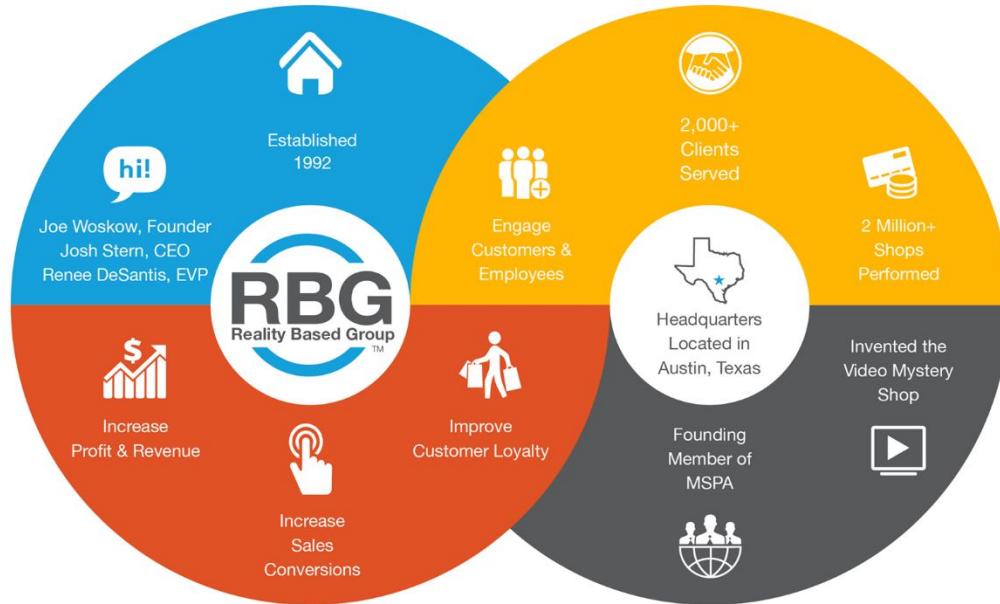 Established
1992
hi!
Joe Woskow, Founder
Josh Stern, CEO
Renee DeSantis, EVP
RBG
Reality Based Group
TM
$
Increase
Profit & Revenue
Increase
Sales
Conversions
Improve
Customer Loyalty
Engage
Customers &
Employees
2,000+
Clients
Served
2 Million+
Shops
Performed
Headquarters
Located in
Austin, Texas
Invented the
Video Mystery
Shop
Founding
Member of
MSPA